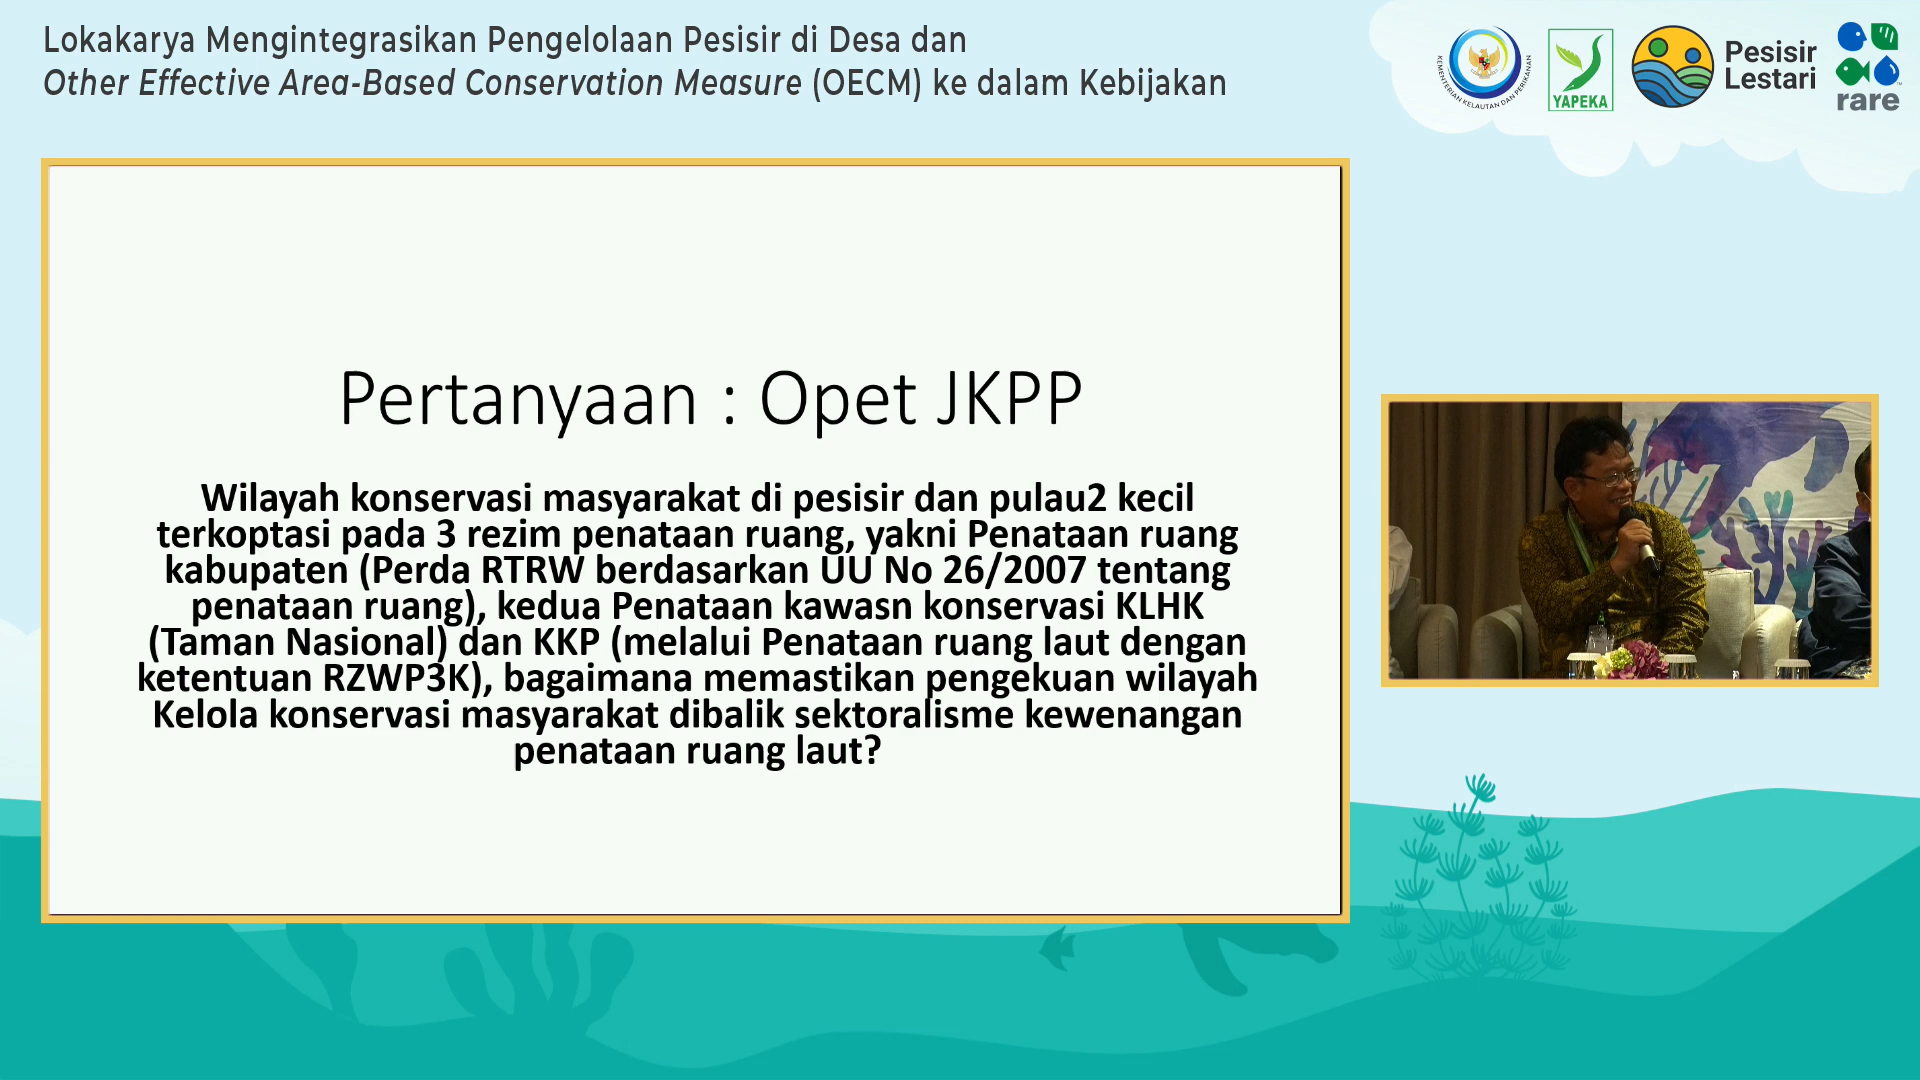 Lokakarya Mengintegrasikan Pengelolaan Pesisir di Desa dan
Other Effective Area-Based Conservation Measure (OECM) ke dalam Kebijakan
KEMENTERIAN KELAUTAN DAN PERIKANAN
YAPEKA
Pesisir
Lestari
rare
Pertanyaan : Opet JKPP
Wilayah konservasi masyarakat di pesisir dan pulau2 kecil
terkoptasi pada 3 rezim penataan ruang, yakni Penataan ruang
kabupaten (Perda RTRW berdasarkan UU No 26/2007 tentang
penataan ruang), kedua Penataan kawasn konservasi KLHK
(Taman Nasional) dan KKP (melalui Penataan ruang laut dengan
ketentuan RZWP3K), bagaimana memastikan pengekuan wilayah
Kelola konservasi masyarakat dibalik sektoralisme kewenangan
penataan ruang laut?